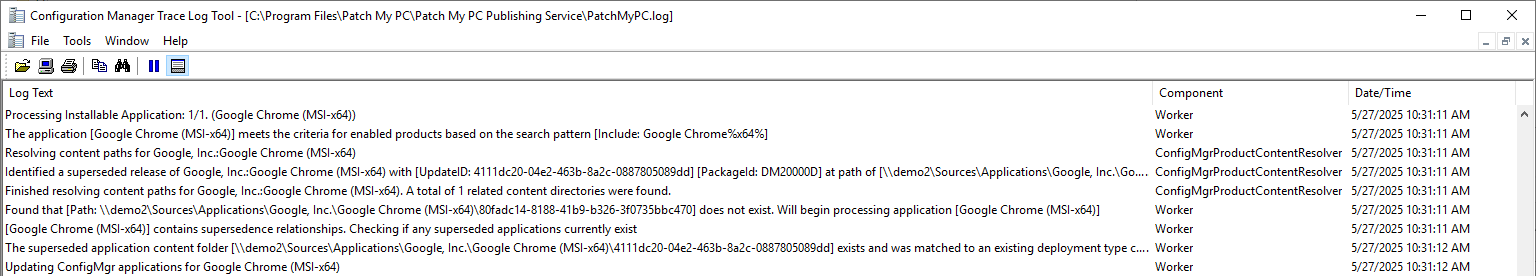 Configuration Manager Trace Log Tool - [C:\Program Files\Patch My PC\Patch My PC Publishing Service\PatchMyPC.log]
File Tools Window Help
Log Text Component Date/Time
Processing Installable Application: 1/1. (Google Chrome (MSI-x64)) Worker 5/27/2025 10:31:11 AM
The application [Google Chrome (MSI-x64)] meets the criteria for enabled products based on the search pattern [Include: Google Chrome%x64%] Worker 5/27/2025 10:31:11 AM
Resolving content paths for Google, Inc.:Google Chrome (MSI-x64) ConfigMgrProductContentResolver 5/27/2025 10:31:11 AM
Identified a superseded release of Google, Inc.:Google Chrome (MSI-x64) with [UpdateID: 4111dc20-04e2-463b-8a2c-0887805089dd] [PackageId: DM20000D] at path of [\\demo2\Sources\Applications\Google, Inc.\Go.... ConfigMgrProductContentResolver 5/27/2025 10:31:11 AM
Finished resolving content paths for Google, Inc.:Google Chrome (MSI-x64). A total of 1 related content directories were found. ConfigMgrProductContentResolver 5/27/2025 10:31:11 AM
Found that [Path: \\demo2\Sources\Applications\Google, Inc.\Google Chrome (MSI-x64)\80fadc14-8188-41b9-b326-3f0735bbc470] does not exist. Will begin processing application [Google Chrome (MSI-x64)] Worker 5/27/2025 10:31:11 AM
[Google Chrome (MSI-x64)] contains supersedence relationships. Checking if any superseded applications currently exist Worker 5/27/2025 10:31:11 AM
The superseded application content folder [\\demo2\Sources\Applications\Google, Inc.\Google Chrome (MSI-x64)\4111dc20-04e2-463b-8a2c-0887805089dd] exists and was matched to an existing deployment type c.... Worker 5/27/2025 10:31:12 AM
Updating ConfigMgr applications for Google Chrome (MSI-x64) Worker 5/27/2025 10:31:12 AM